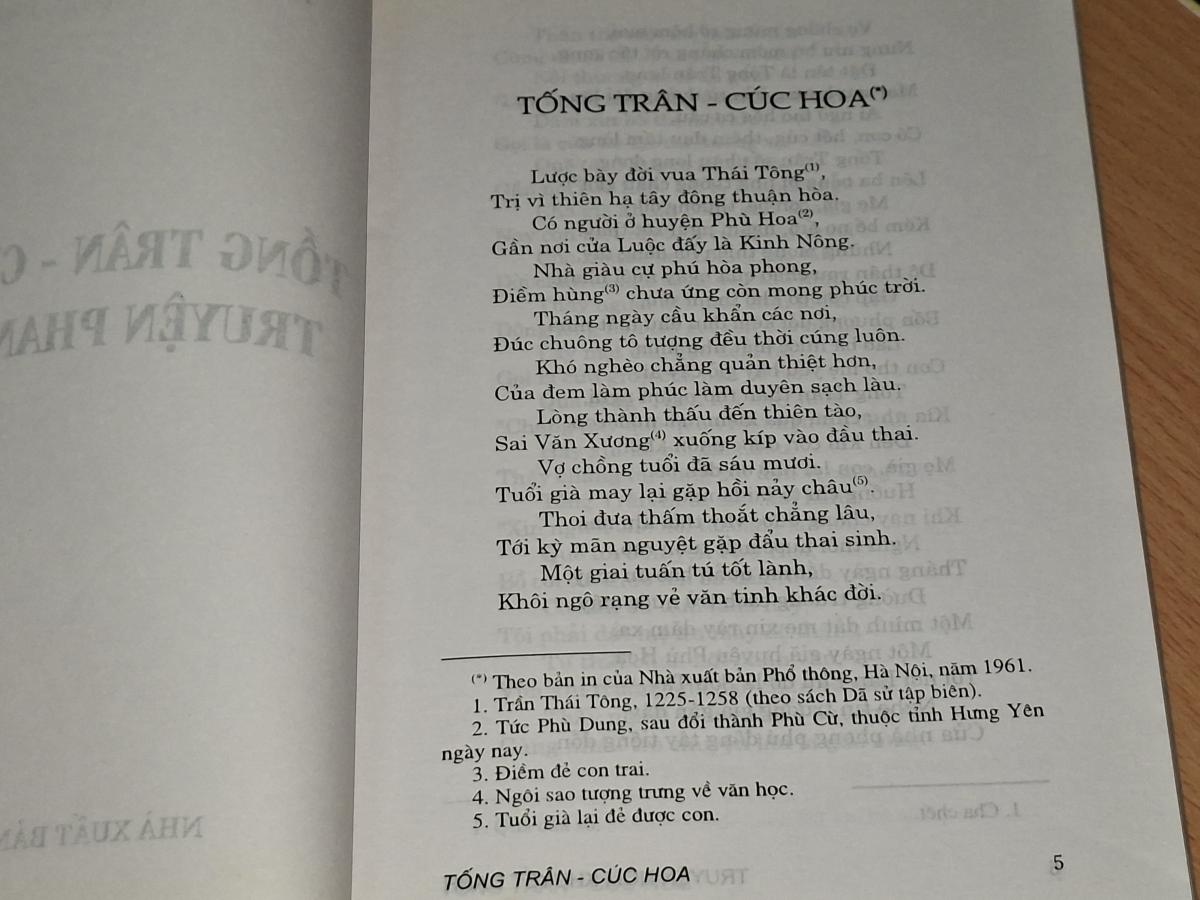 TỐNG TRÂN - CÚC HOA(*)
Lược bày đời vua Thái Tông(1),
Trị vì thiên hạ tây đông thuận hòa.
Có người ở huyện Phù Hoa(2),
Gần nơi cửa Luộc đấy là Kinh Nông.
Nhà giàu cự phú hòa phong,
Điềm hùng(3) chưa ứng còn mong phúc trời.
Tháng ngày cầu khẩn các nơi,
Đúc chuông tô tượng đều thời cúng luôn.
Khó nghèo chẳng quản thiệt hơn,
Của đem làm phúc làm duyên sạch làu.
Lòng thành thấu đến thiên tào,
Sai Văn Xương(4) xuống kíp vào đầu thai.
Vợ chồng tuổi đã sáu mươi.
Tuổi già may lại gặp hồi nảy châu(5).
Thoi đưa thấm thoắt chẳng lâu,
Tới kỳ mãn nguyệt gặp đầu thai sinh.
Một giai tuấn tú tốt lành,
Khôi ngô rạng vẻ văn tinh khác đời.
(*) Theo bản in của Nhà xuất bản Phổ thông, Hà Nội, năm 1961.
1. Trần Thái Tông, 1225-1258 (theo sách Dã sử tập biên).
2. Tức Phù Dung, sau đổi thành Phù Cừ, thuộc tỉnh Hưng Yên
ngày nay.
3. Điềm đẻ con trai.
4. Ngôi sao tượng trưng về văn học.
5. Tuổi già lại đẻ được con.
TỐNG TRÂN - CÚC HOA
5